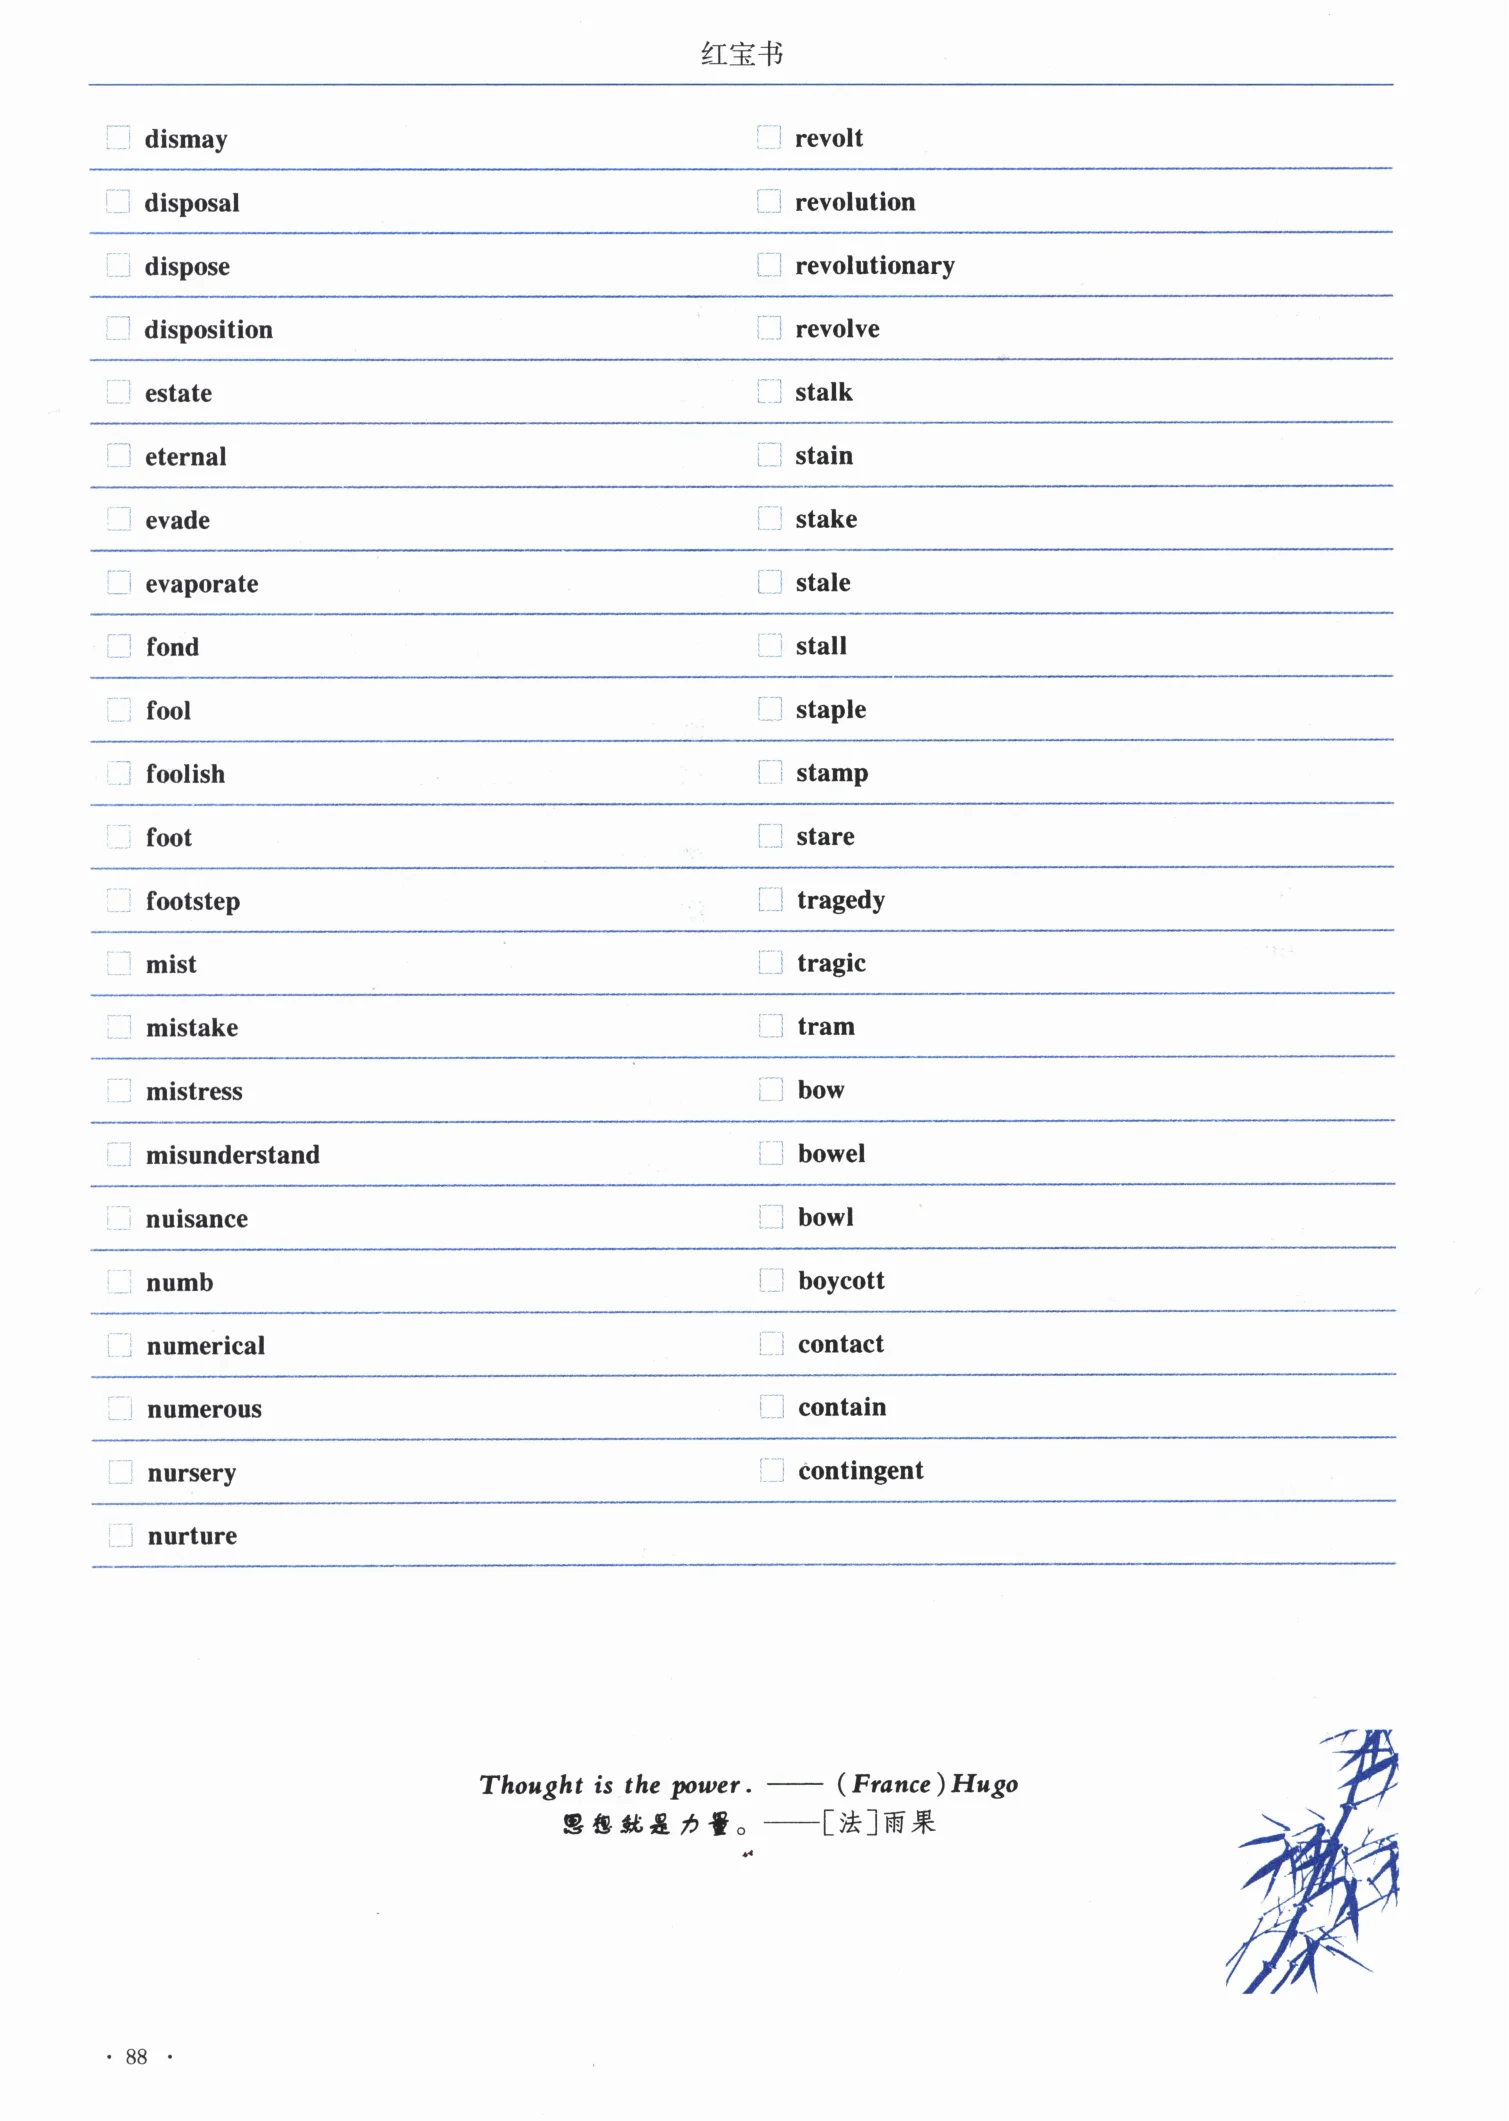 红宝书
dismay
disposal
dispose
disposition
estate
eternal
evade
evaporate
fond
fool
foolish
foot
footstep
mist
mistake
mistress
misunderstand
nuisance
numb
numerical
numerous
nursery
nurture
revolt
revolution
revolutionary
revolve
stalk
stain
stake
stale
stall
staple
stamp
stare
tragedy
tragic
tram
bow
bowel
bowl
boycott
contact
contain
contingent
Thought is the power. —— (France) Hugo
思想就是力量。——[法]雨果
· 88 ·